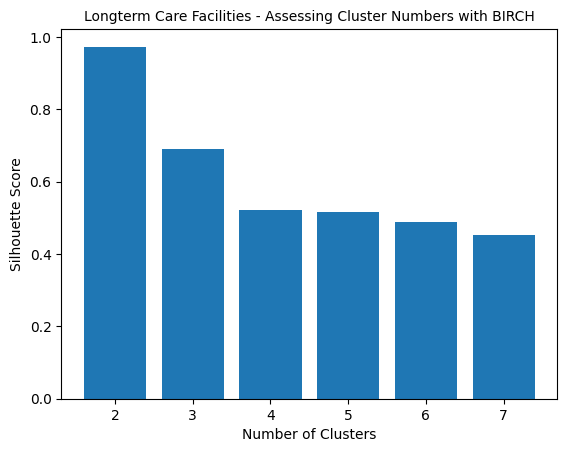 Longterm Care Facilities - Assessing Cluster Numbers with BIRCH
1.0
0.8
0.6
0.4
0.2
0.0
Silhouette Score
2 3 4 5 6 7
Number of Clusters